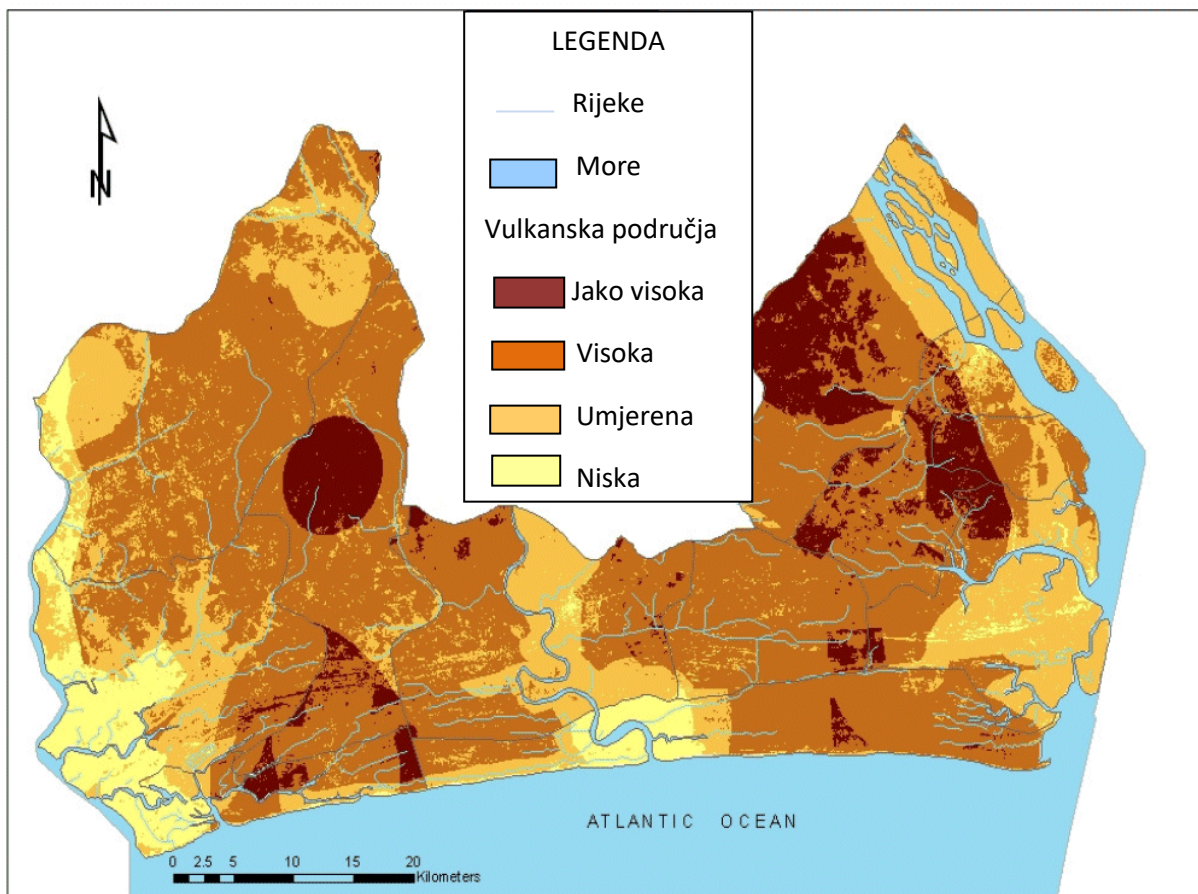 LEGENDA
Rijeke
More
Vulkanska područja
Jako visoka
Visoka
Umjerena
Niska
N
ATLANTIC OCEAN
0 2.5 5 10 15 20
Kilometers